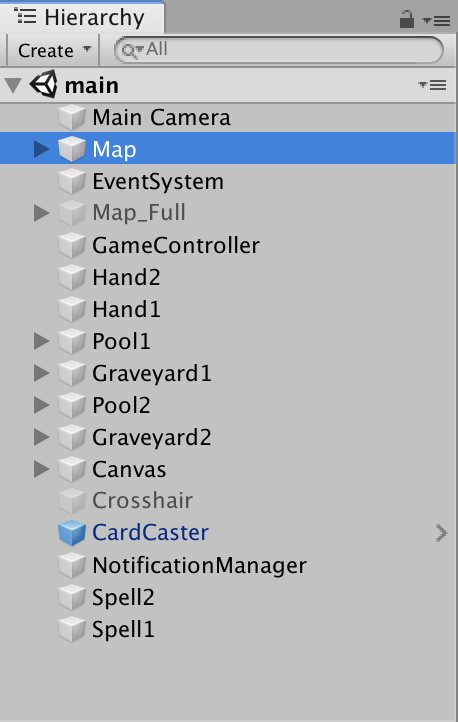 Hierarchy
Create All
main
Main Camera
Map
EventSystem
Map_Full
GameController
Hand2
Hand1
Pool1
Graveyard1
Pool2
Graveyard2
Canvas
Crosshair
CardCaster
NotificationManager
Spell2
Spell1